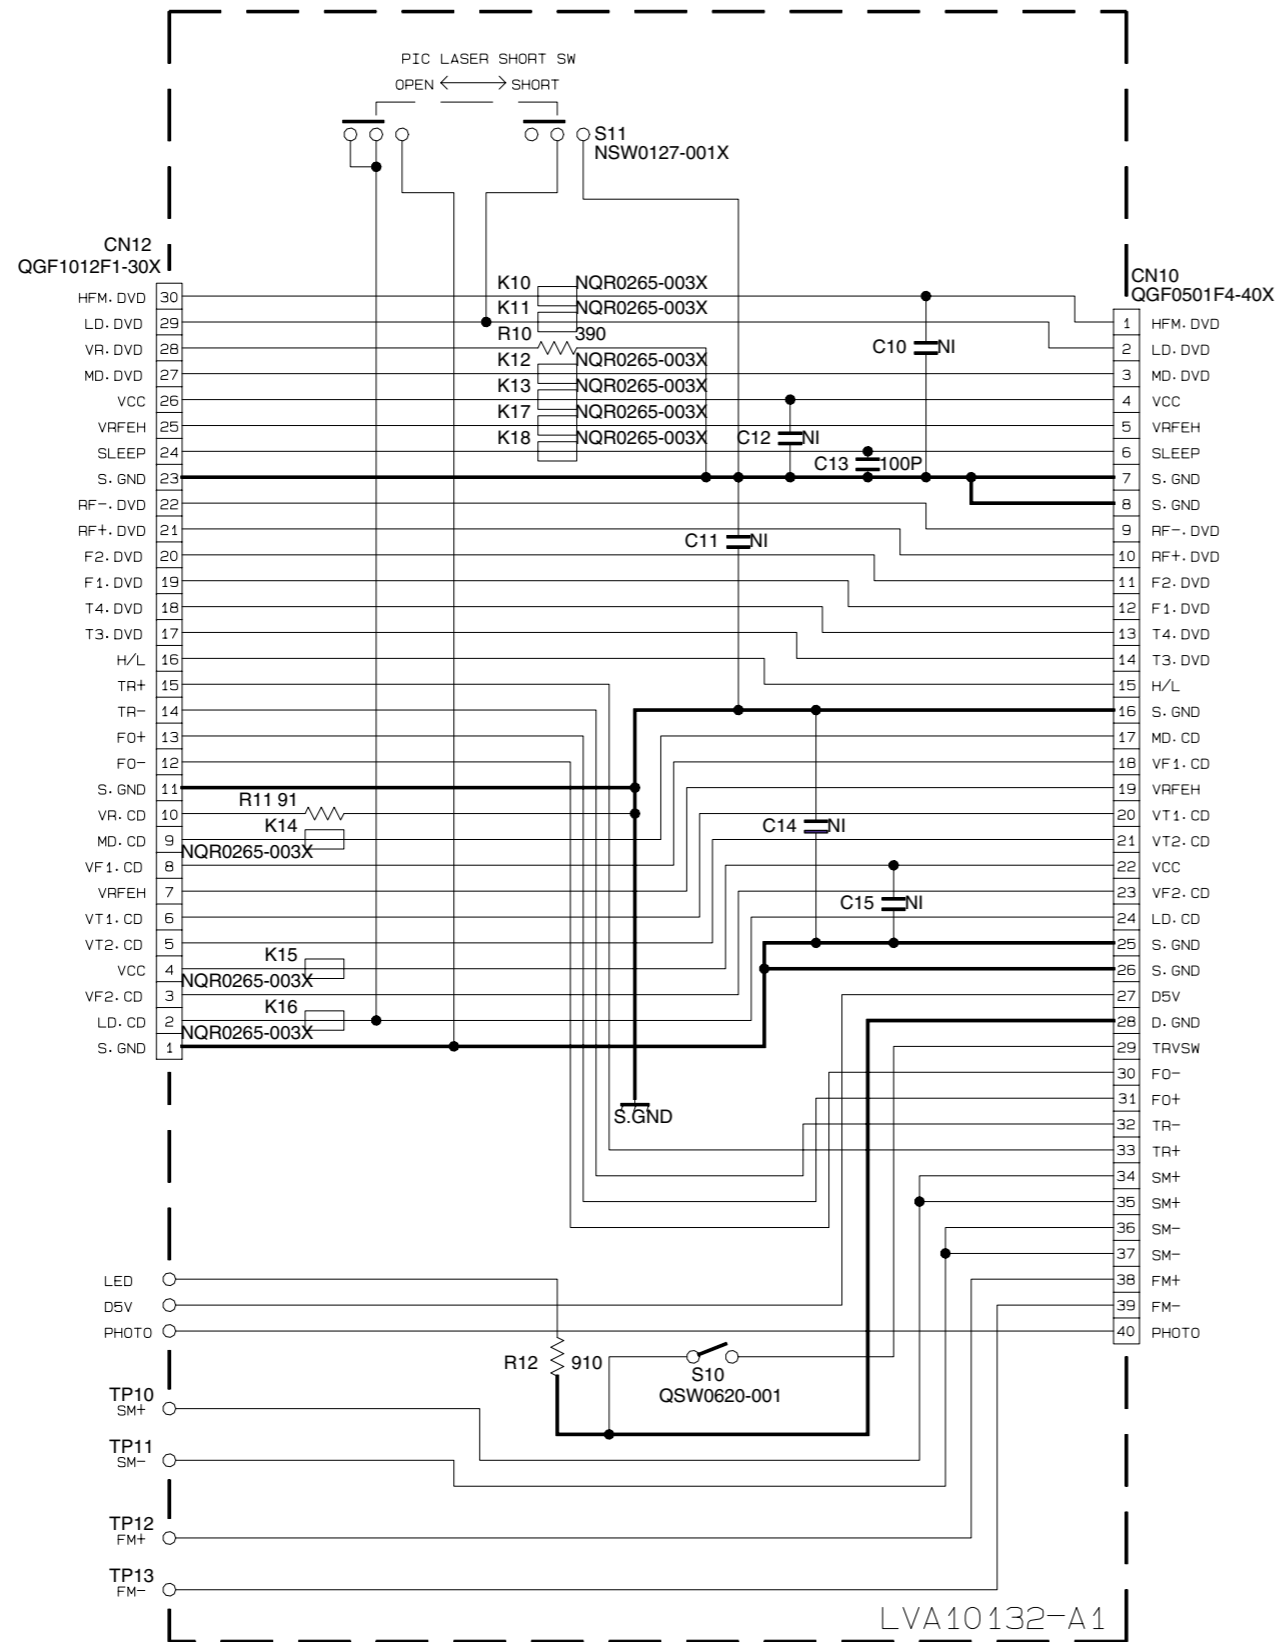 PIC LASER SHORT SW
OPEN SHORT
S11
NSW0127-001X
CN12
QGF1012F1-30X
CN10
QGF0501F4-40X
HFM.DVD 30
LD.DVD 29
VR.DVD 28
MD.DVD 27
VCC 26
VRFEH 25
SLEEP 24
S.GND 23
RF-.DVD 22
RF+.DVD 21
F2.DVD 20
F1.DVD 19
T4.DVD 18
T3.DVD 17
H/L 16
TR+ 15
TR- 14
FO+ 13
FO- 12
S.GND 11
VR.CD 10
MD.CD 9
VF1.CD 8
VRFEH 7
VT1.CD 6
VT2.CD 5
VCC 4
VF2.CD 3
LD.CD 2
S.GND 1
K10 NQR0265-003X
K11 NQR0265-003X
R10 390
K12 NQR0265-003X
K13 NQR0265-003X
K17 NQR0265-003X
K18 NQR0265-003X
C10 NI
C12 NI
C13 100P
C11 NI
R11 91
K14
NQR0265-003X
C14 NI
C15 NI
K15
NQR0265-003X
K16
NQR0265-003X
S.GND
1 HFM.DVD
2 LD.DVD
3 MD.DVD
4 VCC
5 VRFEH
6 SLEEP
7 S.GND
8 S.GND
9 RF-.DVD
10 RF+.DVD
11 F2.DVD
12 F1.DVD
13 T4.DVD
14 T3.DVD
15 H/L
16 S.GND
17 MD.CD
18 VF1.CD
19 VRFEH
20 VT1.CD
21 VT2.CD
22 VCC
23 VF2.CD
24 LD.CD
25 S.GND
26 S.GND
27 D5V
28 D.GND
29 TRVSW
30 FO-
31 FO+
32 TR-
33 TR+
34 SM+
35 SM+
36 SM-
37 SM-
38 FM+
39 FM-
40 PHOTO
LED
D5V
PHOTO
R12 910
S10
QSW0620-001
TP10
SM+
TP11
SM-
TP12
FM+
TP13
FM-
LVA10132-A1